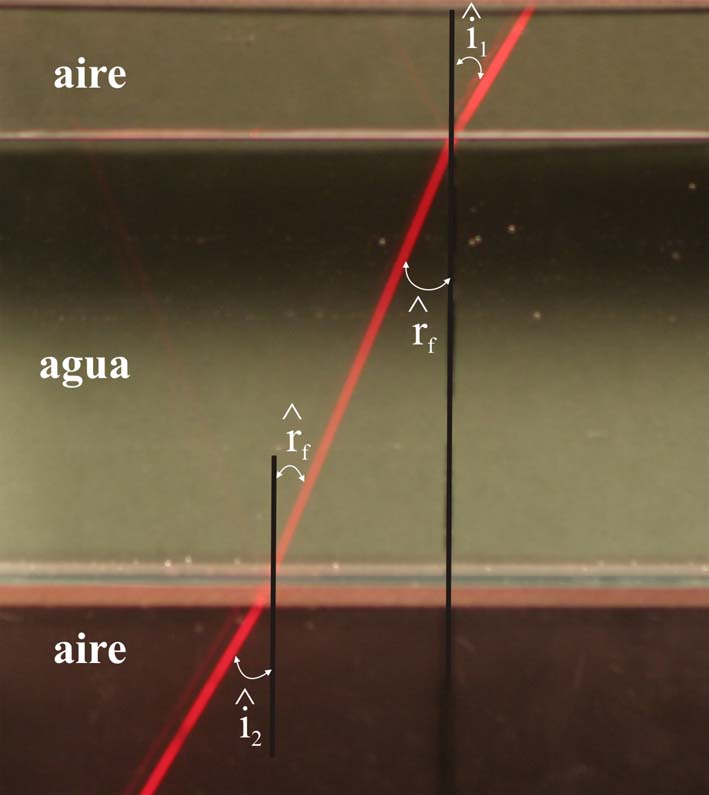 î₁
aire
r̂f
agua
r̂f
aire
î₂